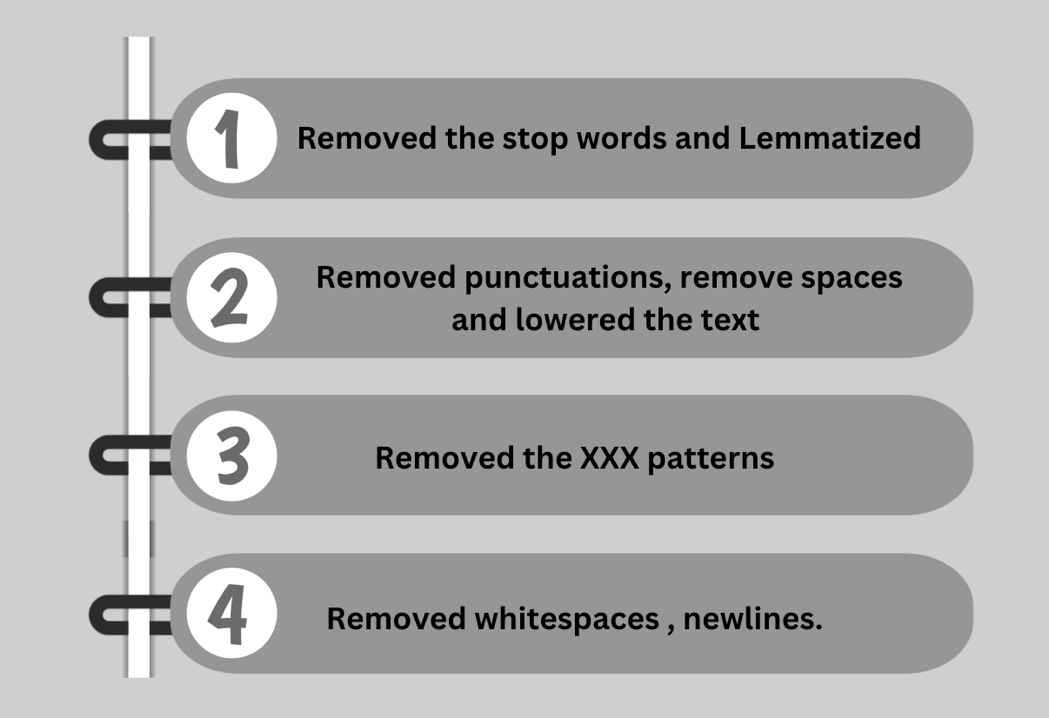 1
Removed the stop words and Lemmatized
2
Removed punctuations, remove spaces
and lowered the text
3
Removed the XXX patterns
4
Removed whitespaces , newlines.